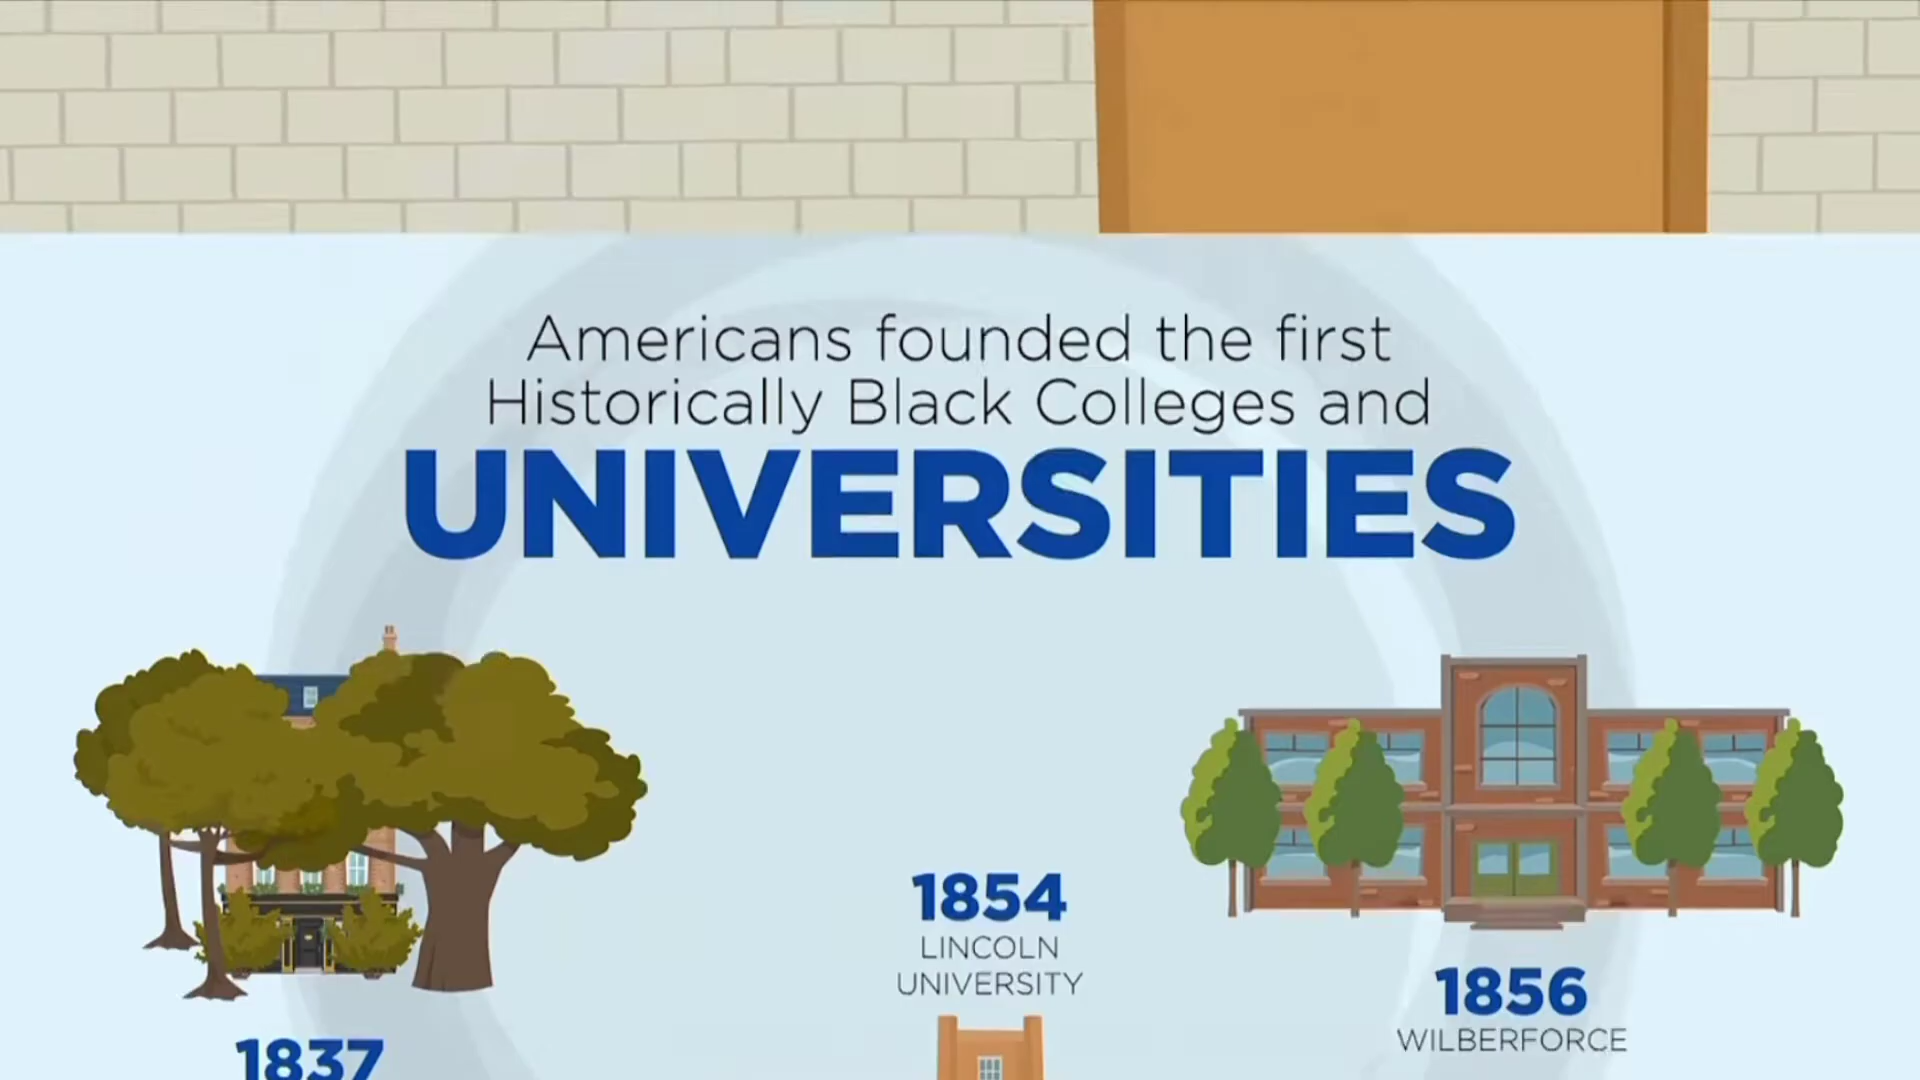 Americans founded the first
Historically Black Colleges and
UNIVERSITIES
1837
1854
LINCOLN
UNIVERSITY
1856
WILBERFORCE